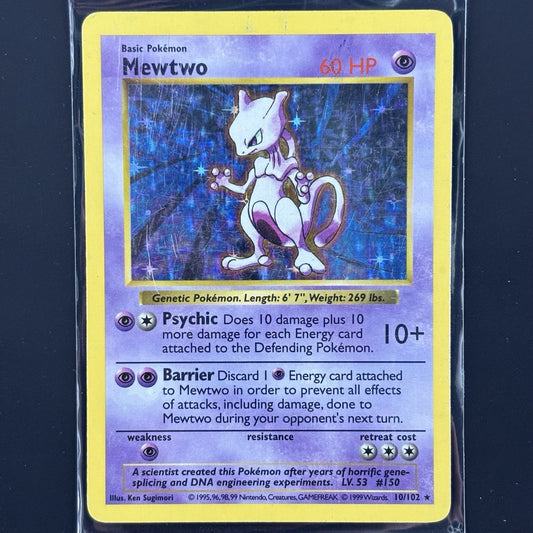 Basic Pokémon
Mewtwo 60 HP
Genetic Pokémon. Length: 6' 7", Weight: 269 lbs.
Psychic Does 10 damage plus 10
more damage for each Energy card
attached to the Defending Pokémon.
10+
Barrier Discard 1 Energy card attached
to Mewtwo in order to prevent all effects
of attacks, including damage, done to
Mewtwo during your opponent's next turn.
weakness resistance retreat cost
A scientist created this Pokémon after years of horrific gene-
splicing and DNA engineering experiments. LV. 53 #150
Illus. Ken Sugimori © 1995, 96, 98, 99 Nintendo, Creatures, GAMEFREAK. © 1999 Wizards. 10/102 ★